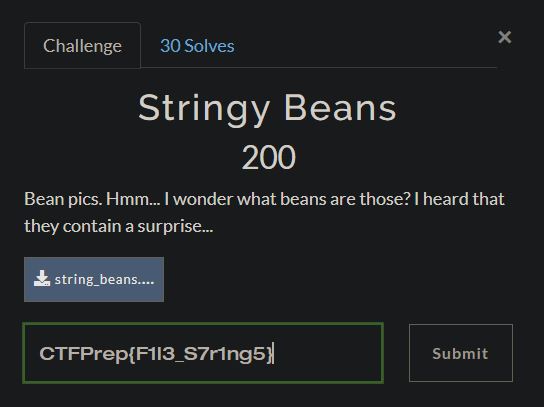 Challenge
30 Solves
×
Stringy Beans
200
Bean pics. Hmm... I wonder what beans are those? I heard that
they contain a surprise...
string_beans....
CTFPrep{F1l3_S7r1ng5}
Submit